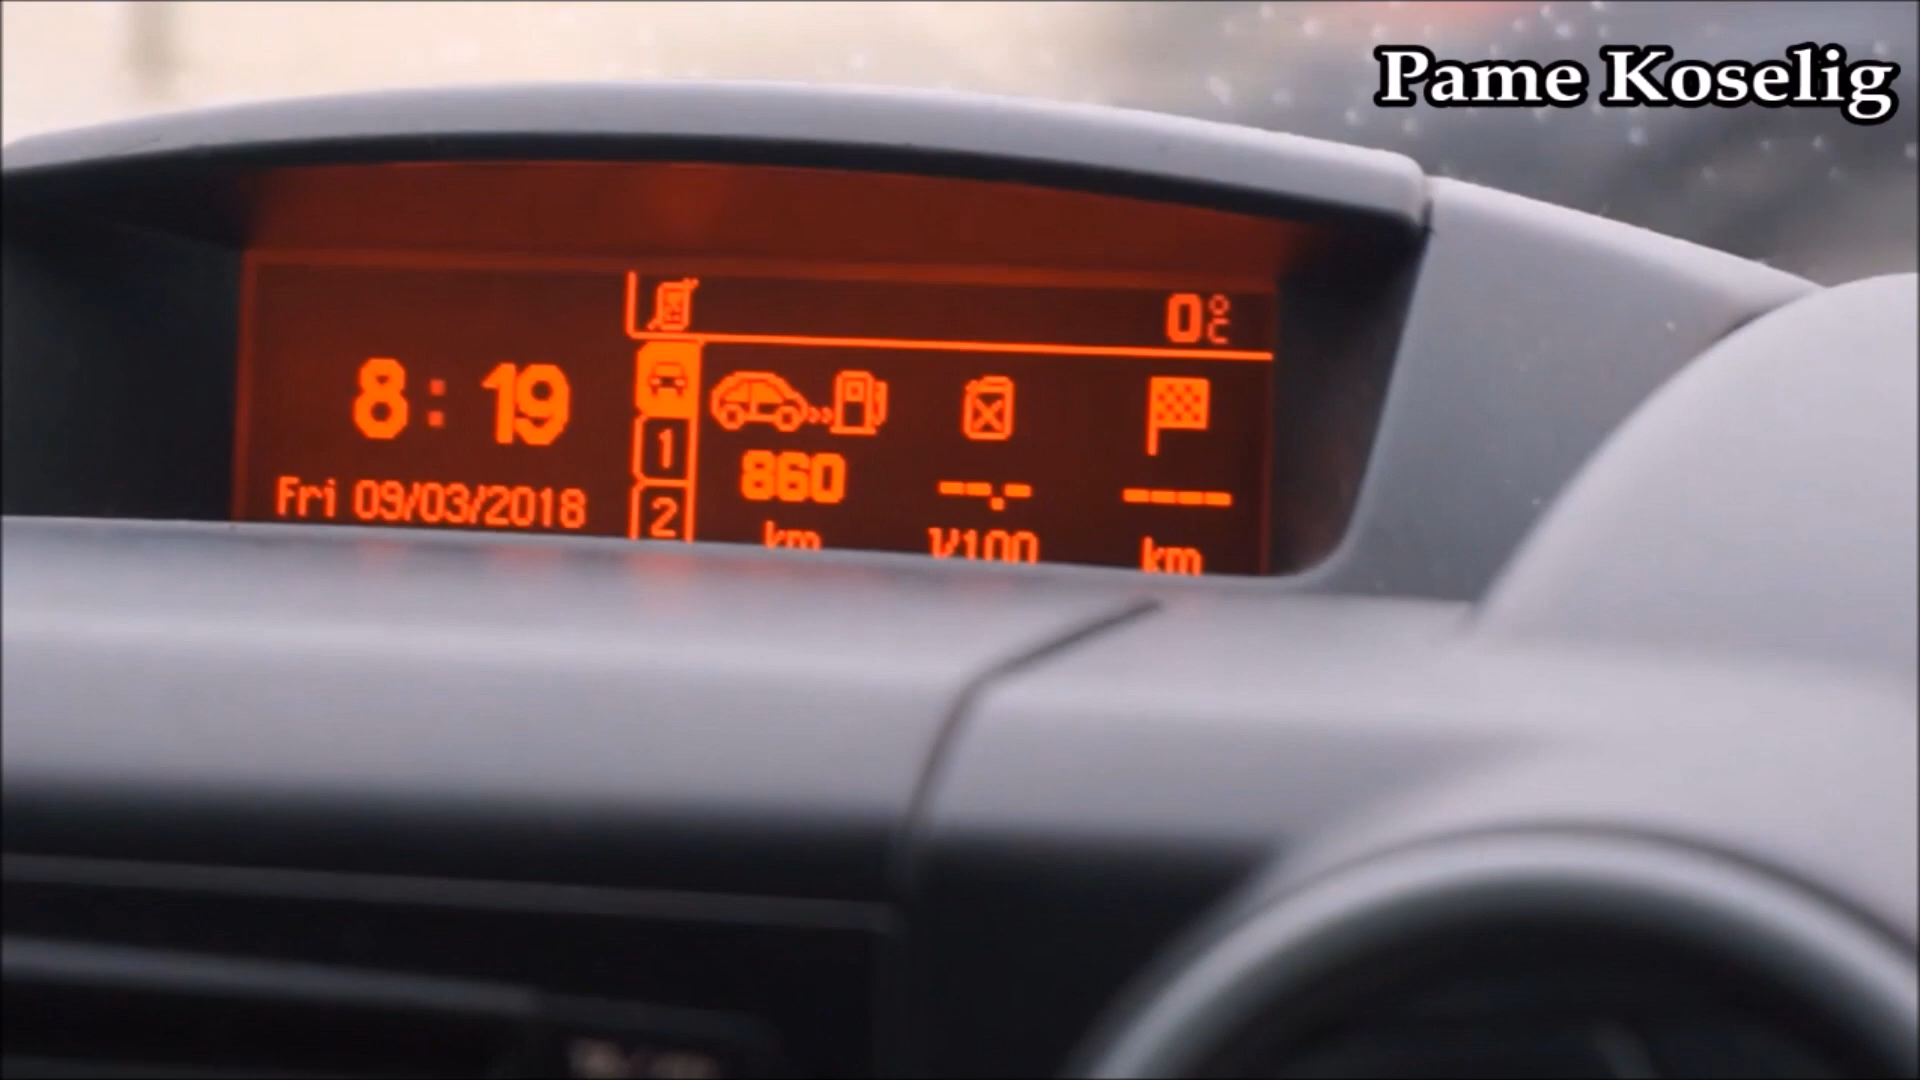 Pame Koselig
0°C
8:19
Fri 09/03/2018
1
2
860
km
--.-
l/100
----
km